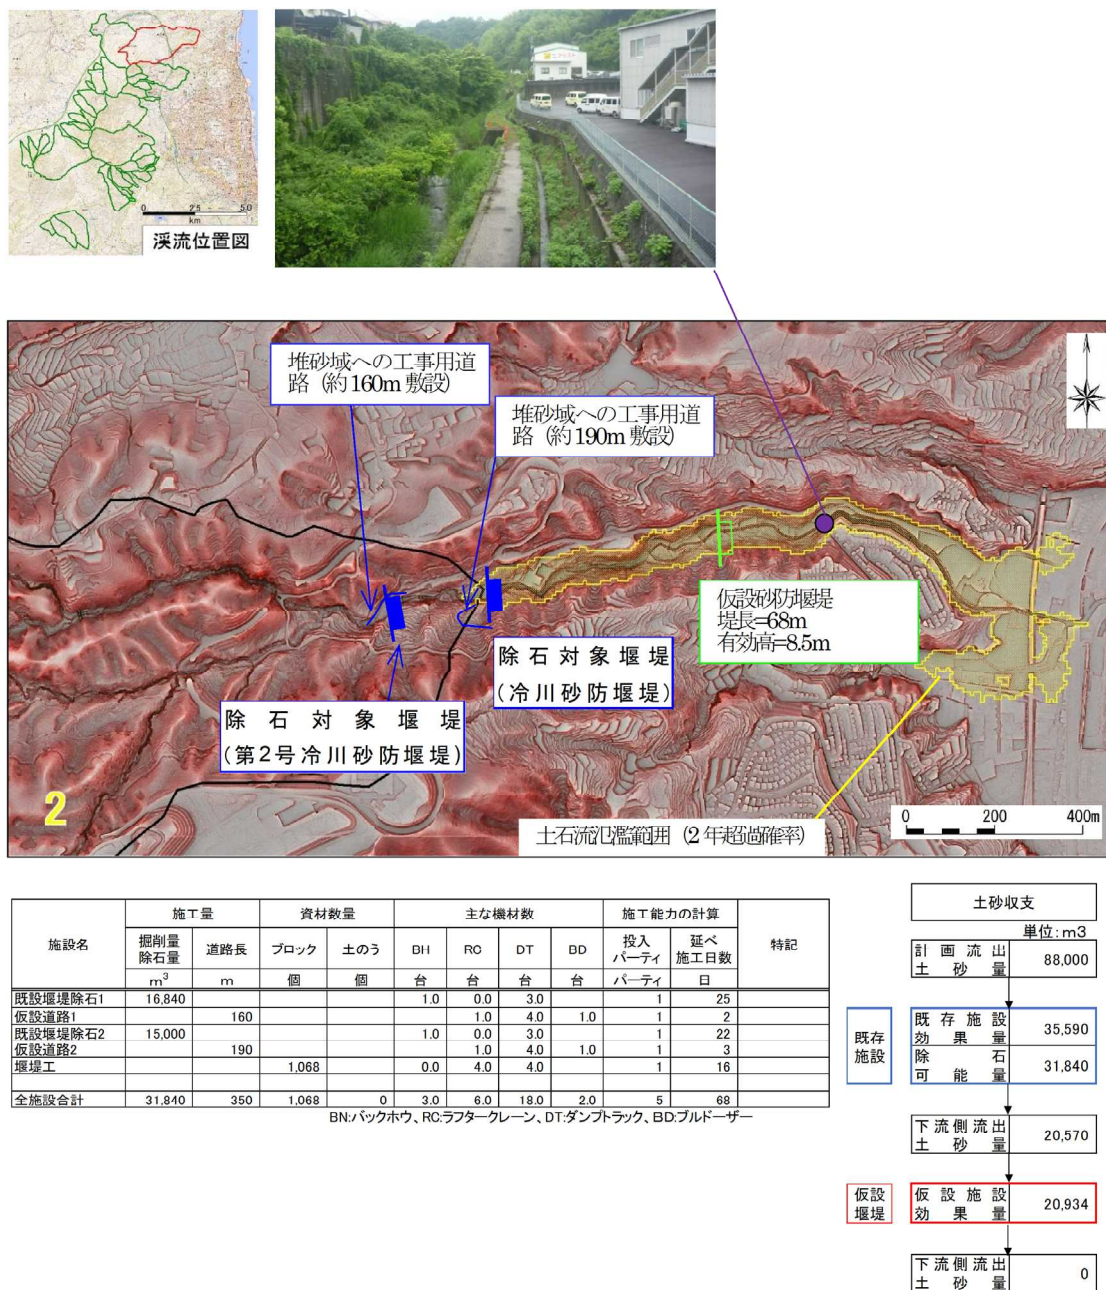 0 2.5 5.0
km
渓流位置図
堆砂域への工事用道
路（約160m敷設）
堆砂域への工事用道
路（約190m敷設）
仮設砂防堰堤
堤長=68m
有効高=8.5m
除石対象堰堤
（冷川砂防堰堤）
除石対象堰堤
（第2号冷川砂防堰堤）
2
土石流氾濫範囲（2年超過確率）
0 200 400m
施設名 施工量 資材数量 主な機材数 施工能力の計算 特記
掘削量 除石量 道路長 ブロック 土のう BH RC DT BD 投入パーティ 延べ施工日数
m3 m 個 個 台 台 台 台 パーティ 日
既設堰堤除石1 16,840 1.0 0.0 3.0 1 25
仮設道路1 160 1.0 4.0 1.0 1 2
既設堰堤除石2 15,000 1.0 0.0 3.0 1 22
仮設道路2 190 1.0 4.0 1.0 1 3
堰堤工 1,068 0.0 4.0 4.0 1 16
全施設合計 31,840 350 1,068 0 3.0 6.0 18.0 2.0 5 68
BN:バックホウ、RC:ラフタークレーン、DT:ダンプトラック、BD:ブルドーザー
土砂収支
単位：m3
計画流出土砂量 88,000
既存施設
既存施設効果量 35,590
除石可能量 31,840
下流側流出土砂量 20,570
仮設堰堤
仮設施設効果量 20,934
下流側流出土砂量 0